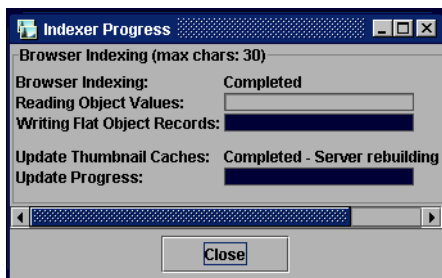 Indexer Progress
Browser Indexing (max chars: 30)
Browser Indexing: Completed
Reading Object Values:
Writing Flat Object Records:
Update Thumbnail Caches: Completed - Server rebuilding
Update Progress:
Close